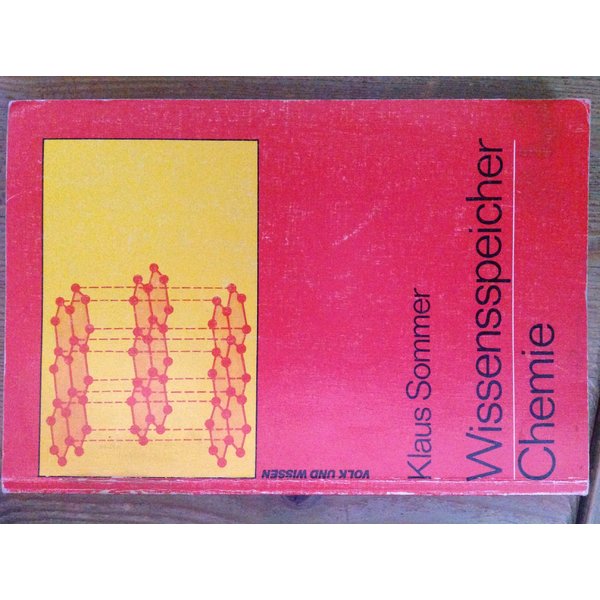 Klaus Sommer
Wissensspeicher
Chemie
VOLK UND WISSEN